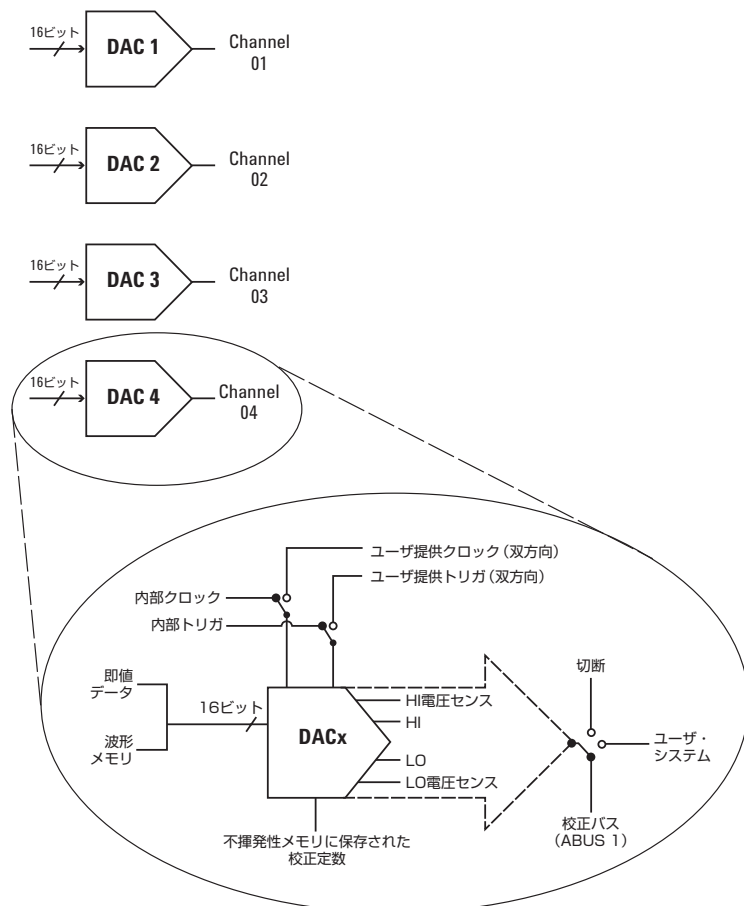 16ビット
DAC 1
Channel
01
16ビット
DAC 2
Channel
02
16ビット
DAC 3
Channel
03
16ビット
DAC 4
Channel
04
ユーザ提供クロック(双方向)
ユーザ提供トリガ(双方向)
内部クロック
内部トリガ
即値
データ
波形
メモリ
16ビット
DACx
HI電圧センス
HI
LO
LO電圧センス
切断
ユーザ・
システム
校正バス
(ABUS 1)
不揮発性メモリに保存された
校正定数